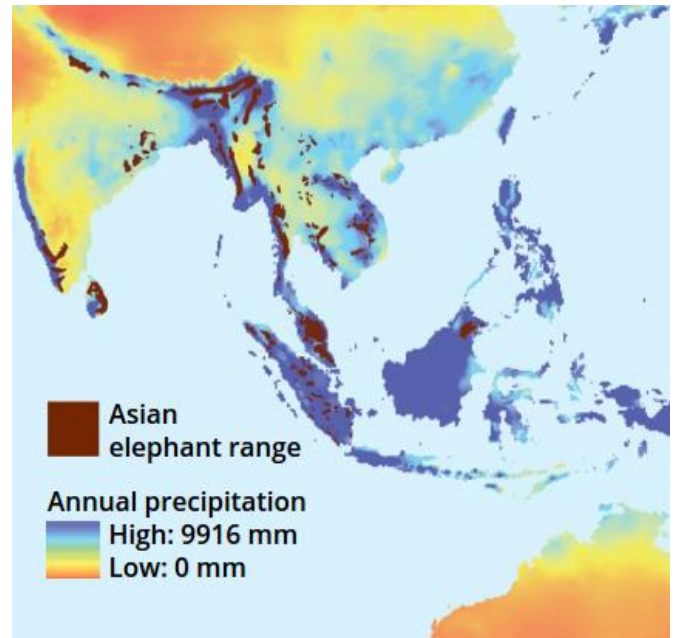 Asian
elephant range
Annual precipitation
High: 9916 mm
Low: 0 mm